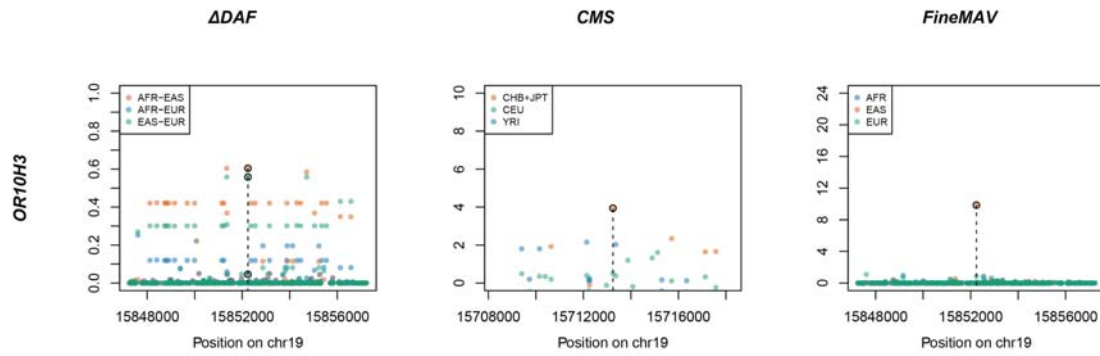 ΔDAF
CMS
FineMAV
OR10H3
1.0
0.8
0.6
0.4
0.2
0.0
AFR−EAS
AFR−EUR
EAS−EUR
15848000
15852000
15856000
Position on chr19
10
8
6
4
2
0
CHB+JPT
CEU
YRI
15708000
15712000
15716000
Position on chr19
24
20
16
12
8
4
0
AFR
EAS
EUR
15848000
15852000
15856000
Position on chr19